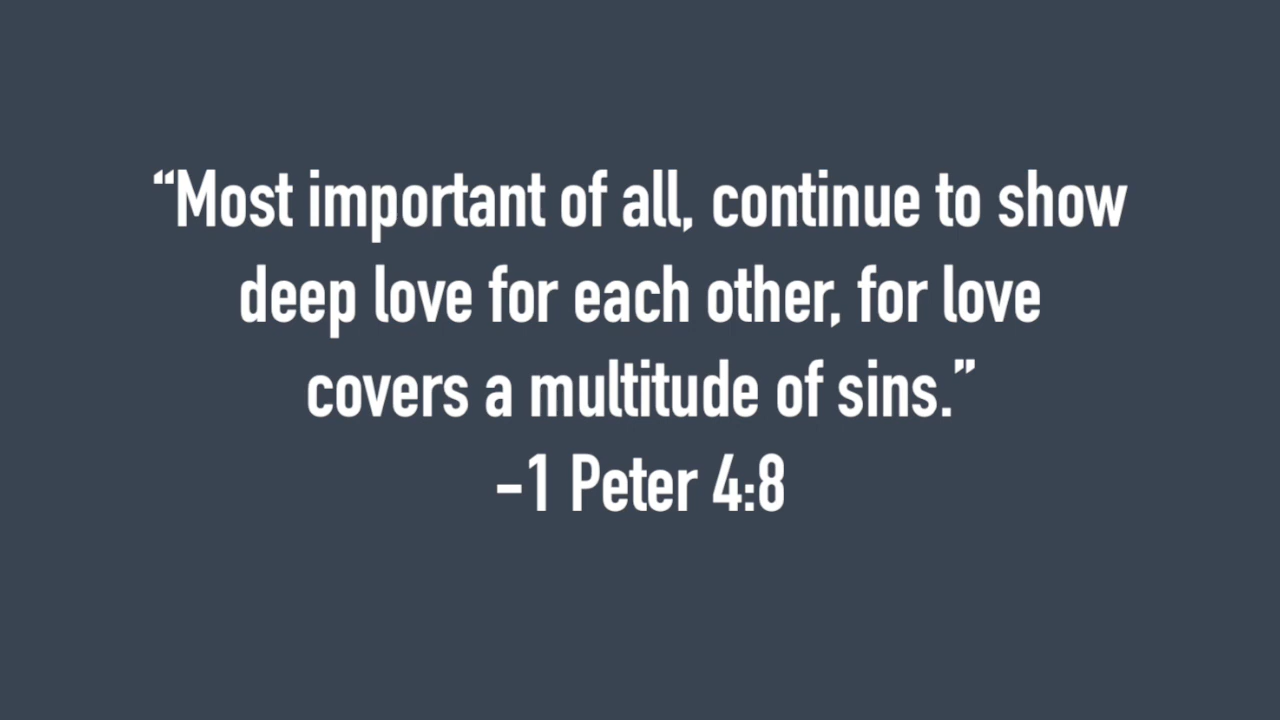 “Most important of all, continue to show
deep love for each other, for love
covers a multitude of sins.”
–1 Peter 4:8